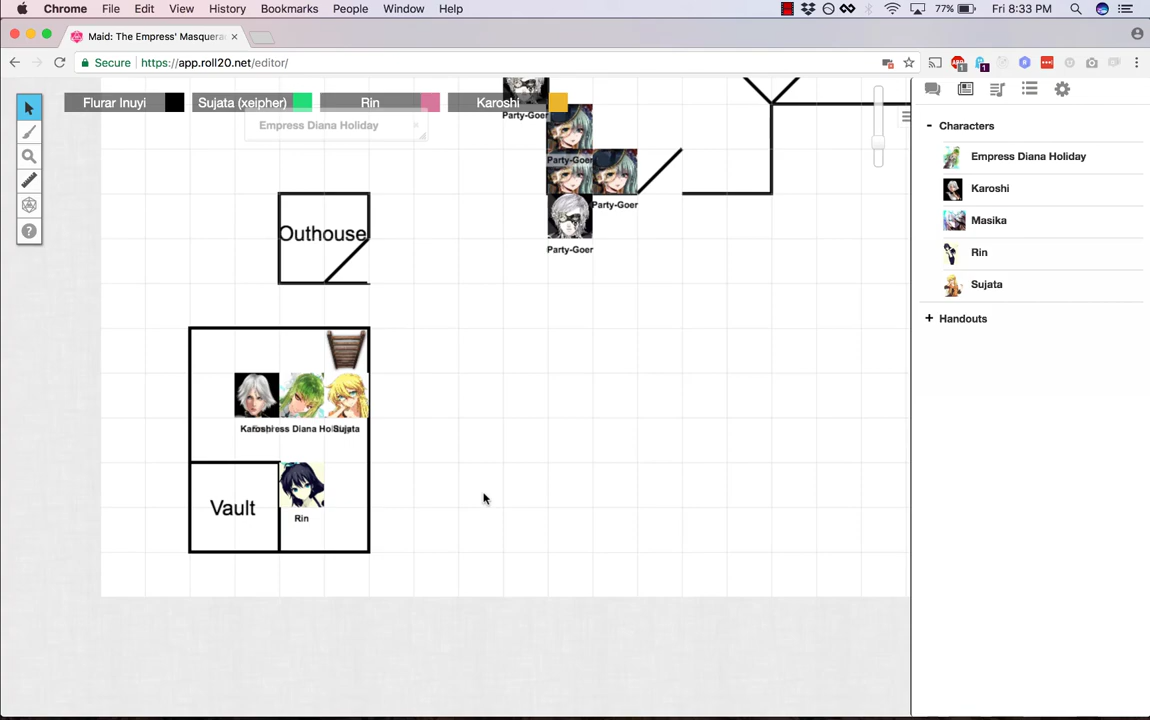 Chrome File Edit View History Bookmarks People Window Help 77% Fri 8:33 PM
Maid: The Empress' Masquera
Secure https://app.roll20.net/editor/
Flurar Inuyi Sujata (xeipher) Rin Karoshi
Empress Diana Holiday
Party-Goer
Party-Goer
Party-Goer
Party-Goer
Outhouse
Karoshi Sujata
Vault
Rin
Characters
Empress Diana Holiday
Karoshi
Masika
Rin
Sujata
Handouts